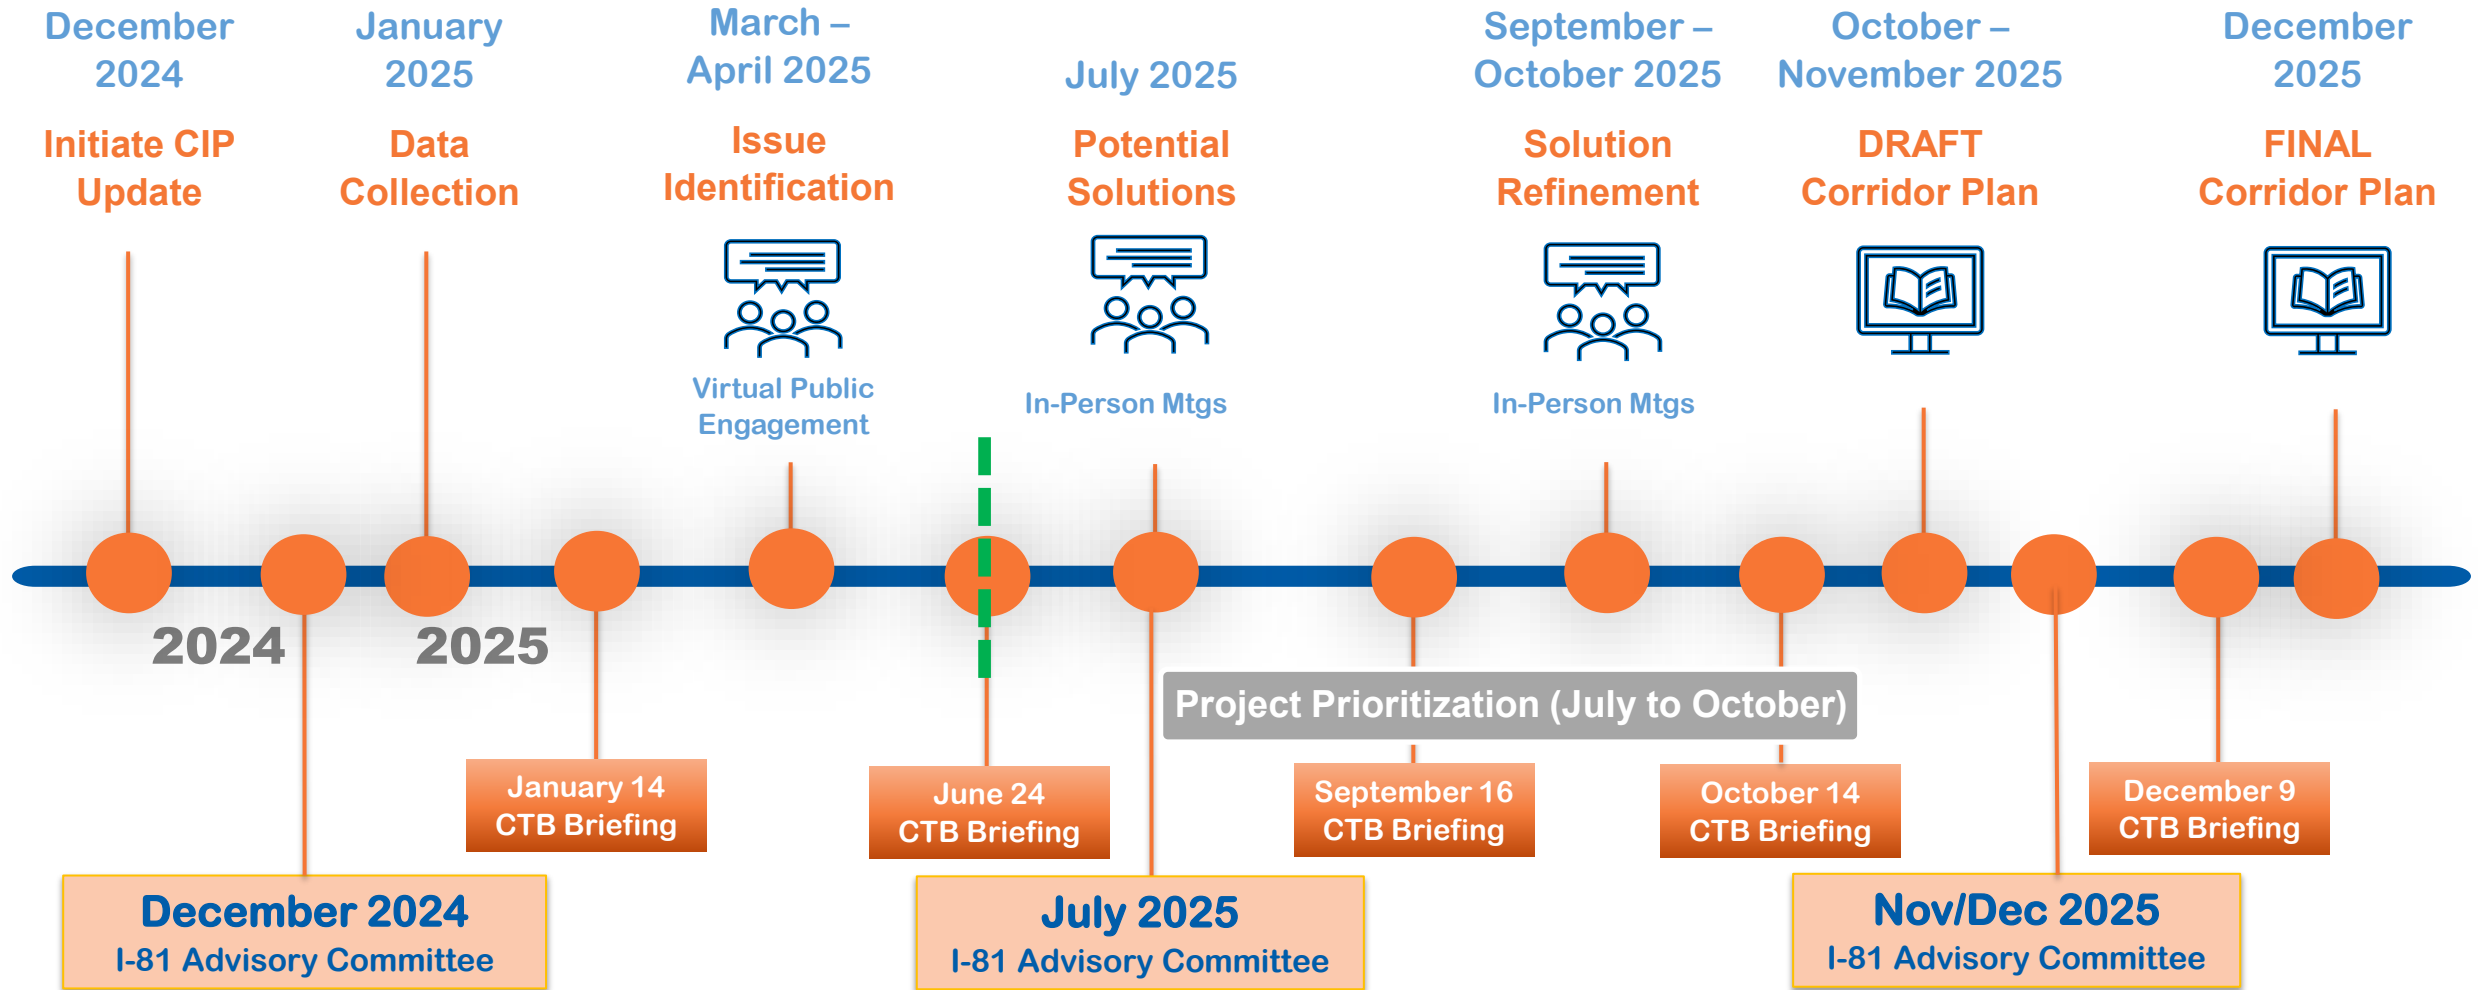 December
2024
Initiate CIP
Update
January
2025
Data
Collection
March –
April 2025
Issue
Identification
Virtual Public
Engagement
July 2025
Potential
Solutions
In-Person Mtgs
September –
October 2025
Solution
Refinement
In-Person Mtgs
October –
November 2025
DRAFT
Corridor Plan
December
2025
FINAL
Corridor Plan
2024
2025
Project Prioritization (July to October)
January 14
CTB Briefing
June 24
CTB Briefing
September 16
CTB Briefing
October 14
CTB Briefing
December 9
CTB Briefing
December 2024
I-81 Advisory Committee
July 2025
I-81 Advisory Committee
Nov/Dec 2025
I-81 Advisory Committee